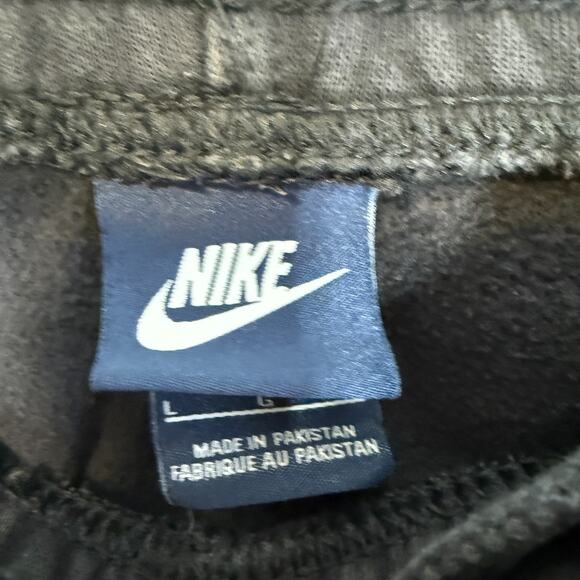 NIKE
L G
MADE IN PAKISTAN
FABRIQUE AU PAKISTAN